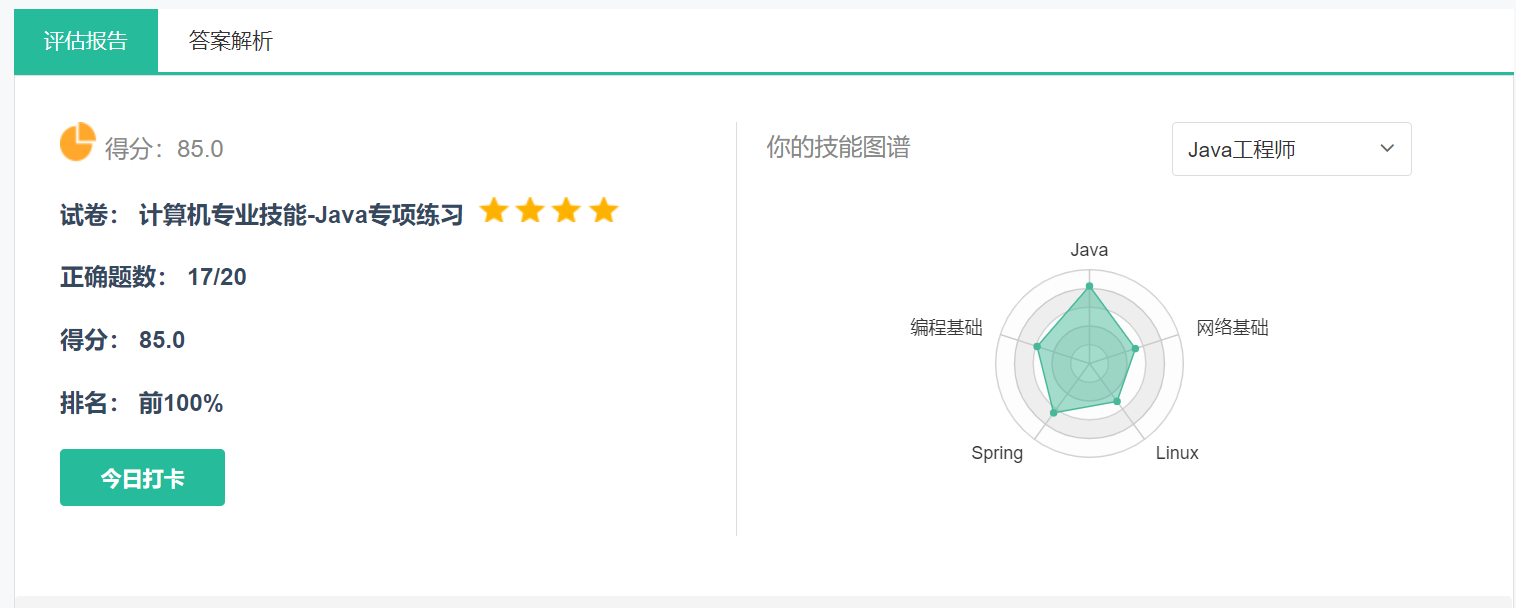 评估报告 答案解析
得分：85.0
试卷： 计算机专业技能-Java专项练习
正确题数： 17/20
得分： 85.0
排名： 前100%
今日打卡
你的技能图谱
Java工程师
Java
编程基础
网络基础
Spring
Linux